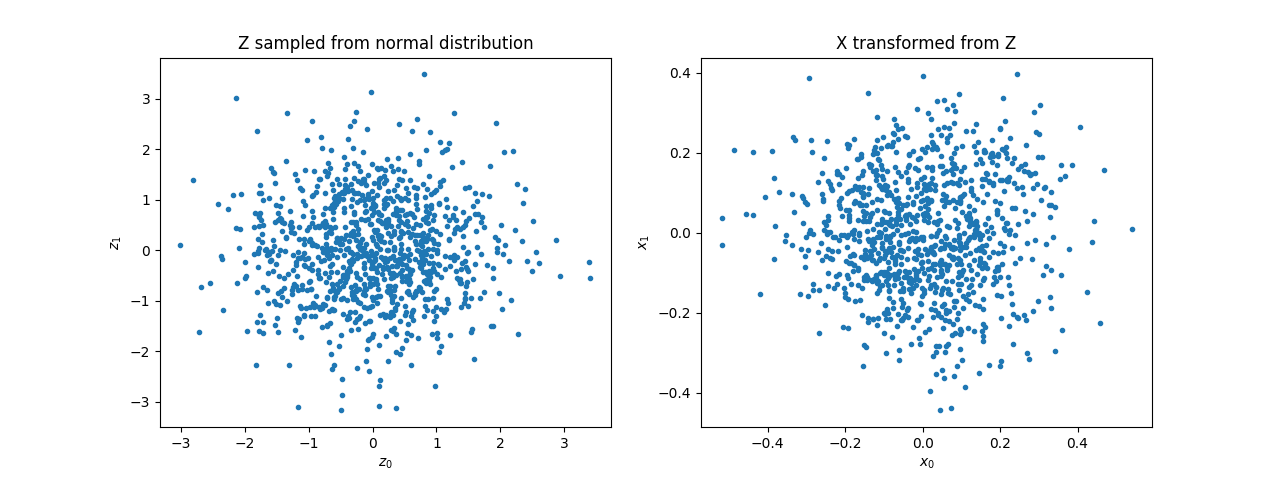 Z sampled from normal distribution
3
2
1
0
−1
−2
−3
z₁
−3 −2 −1 0 1 2 3
z₀
X transformed from Z
0.4
0.2
0.0
−0.2
−0.4
x₁
−0.4 −0.2 0.0 0.2 0.4
x₀